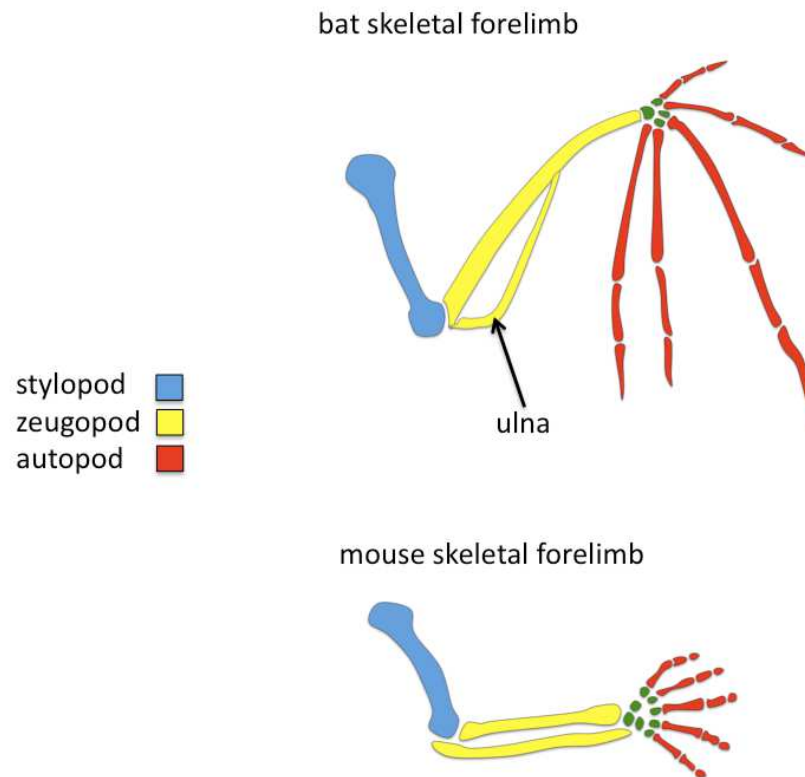 bat skeletal forelimb
stylopod
zeugopod
autopod
ulna
mouse skeletal forelimb